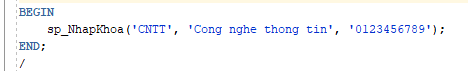 BEGIN
    sp_NhapKhoa('CNTT', 'Cong nghe thong tin', '0123456789');
END;
/